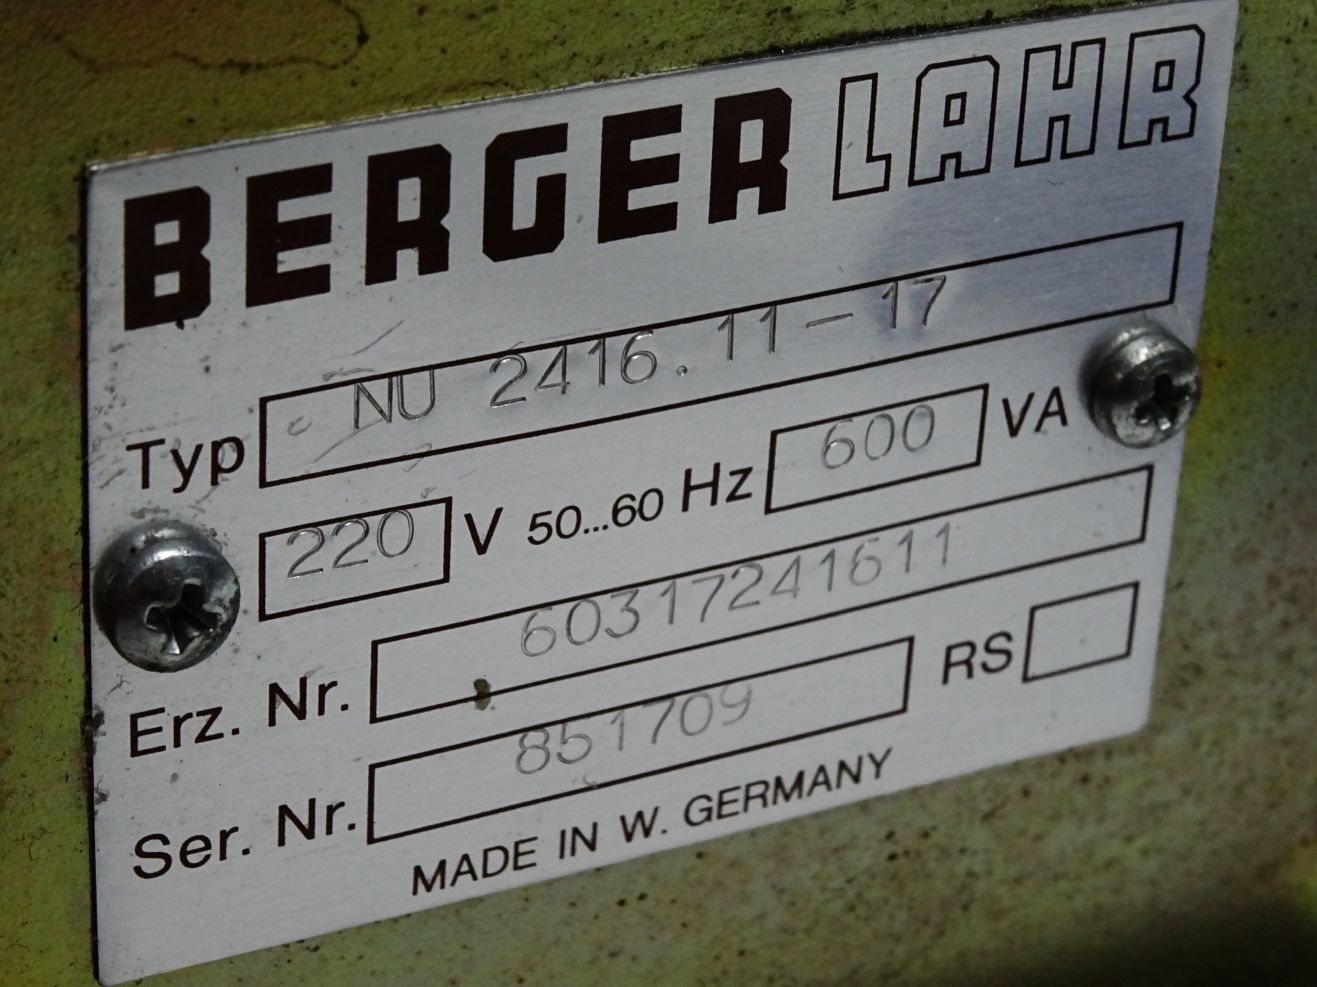 BERGER LAHR
Typ NU 2416.11-17
220 V 50...60 Hz 600 VA
Erz. Nr. 60317241611
Ser. Nr. 851709 RS
MADE IN W. GERMANY